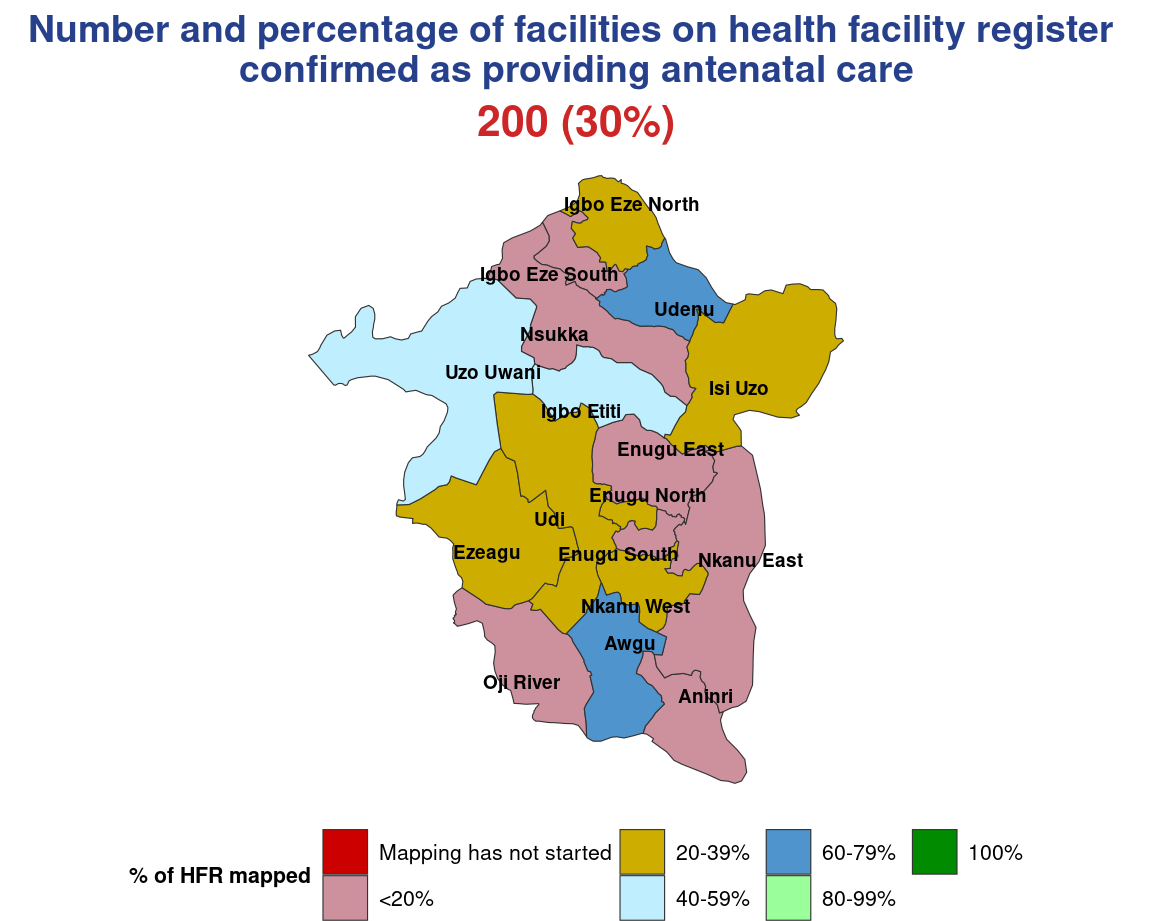 Number and percentage of facilities on health facility register
confirmed as providing antenatal care
200 (30%)
Igbo Eze North
Igbo Eze South
Udenu
Nsukka
Uzo Uwani
Isi Uzo
Igbo Etiti
Enugu East
Enugu North
Udi
Ezeagu
Enugu South
Nkanu East
Nkanu West
Awgu
Oji River
Aninri
% of HFR mapped
Mapping has not started
<20%
20-39%
40-59%
60-79%
80-99%
100%